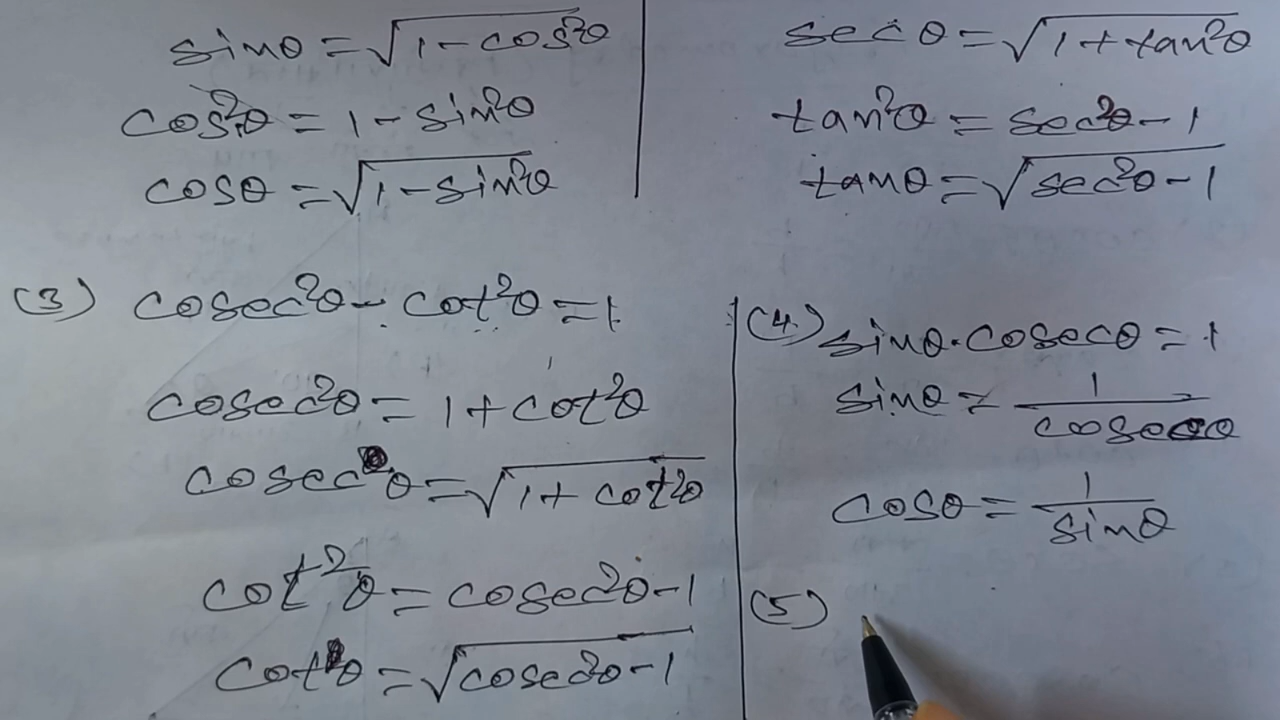 sinθ = √1-cos²θ
cos²θ = 1-sin²θ
cosθ = √1-sin²θ
secθ = √1+tan²θ
tan²θ = sec²θ-1
tanθ = √sec²θ-1
(3) cosec²θ - cot²θ = 1
cosec²θ = 1+cot²θ
cosecθ = √1+cot²θ
cot²θ = cosec²θ-1
cotθ = √cosec²θ-1
(4) sinθ·cosecθ = 1
sinθ = 1/cosecθ
cosθ = 1/sinθ
(5)